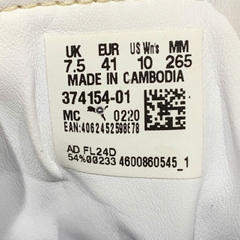 UK EUR US Wn's MM
7.5 41 10 265
MADE IN CAMBODIA
374154-01
MC 0220
EAN:4062452598678
AD FL24D
54%00233 4600860545_1